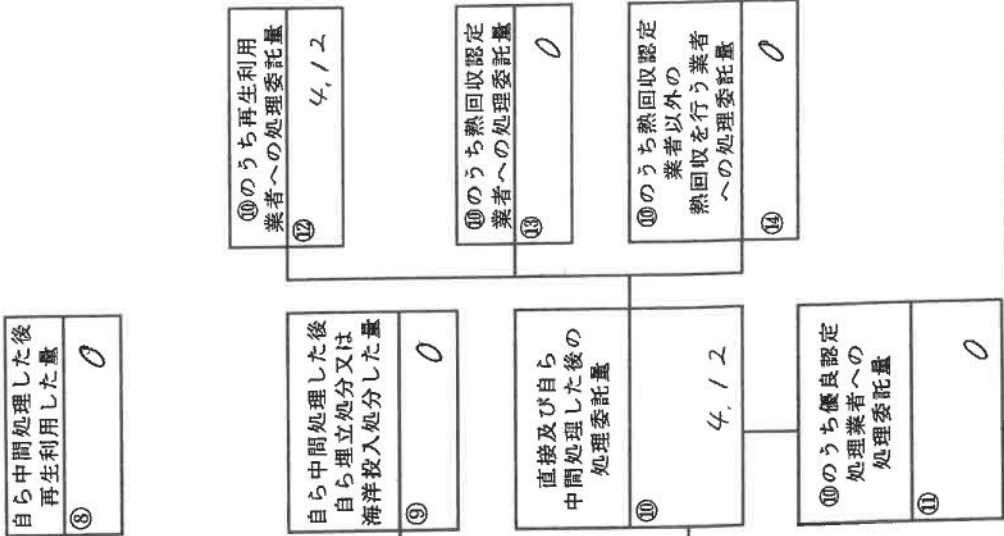 自ら中間処理した後
再生利用した量
⑧
0
自ら中間処理した後
自ら埋立処分又は
海洋投入処分した量
⑨
0
直接及び自ら
中間処理した後の
処理委託量
⑩
4.12
⑩のうち優良認定
処理業者への
処理委託量
⑪
0
⑩のうち再生利用
業者への処理委託量
⑫
4.12
⑩のうち熱回収認定
業者への処理委託量
⑬
0
⑩のうち熱回収認定
業者以外の
熱回収を行う業者
への処理委託量
⑭
0